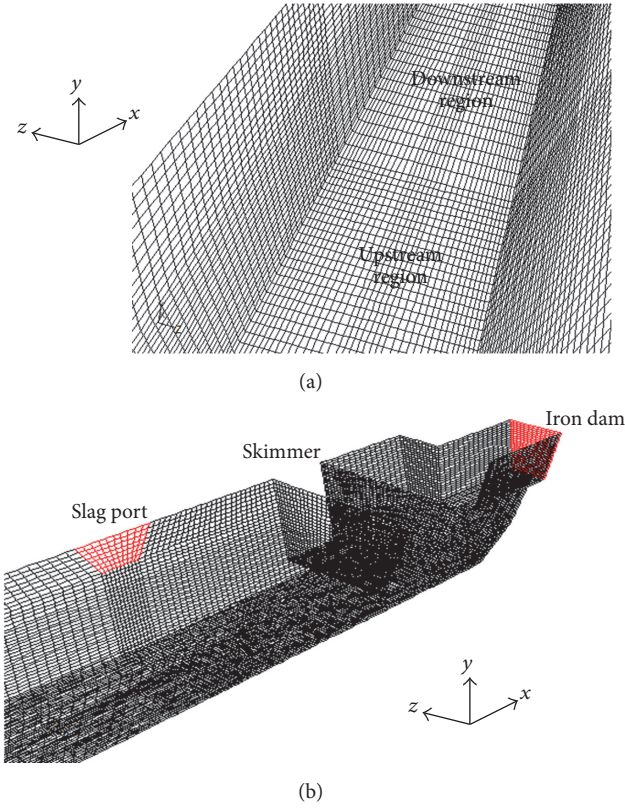 y
z
x
Downstream
region
Upstream
region
z
(a)
Iron dam
Skimmer
Slag port
y
z
x
(b)